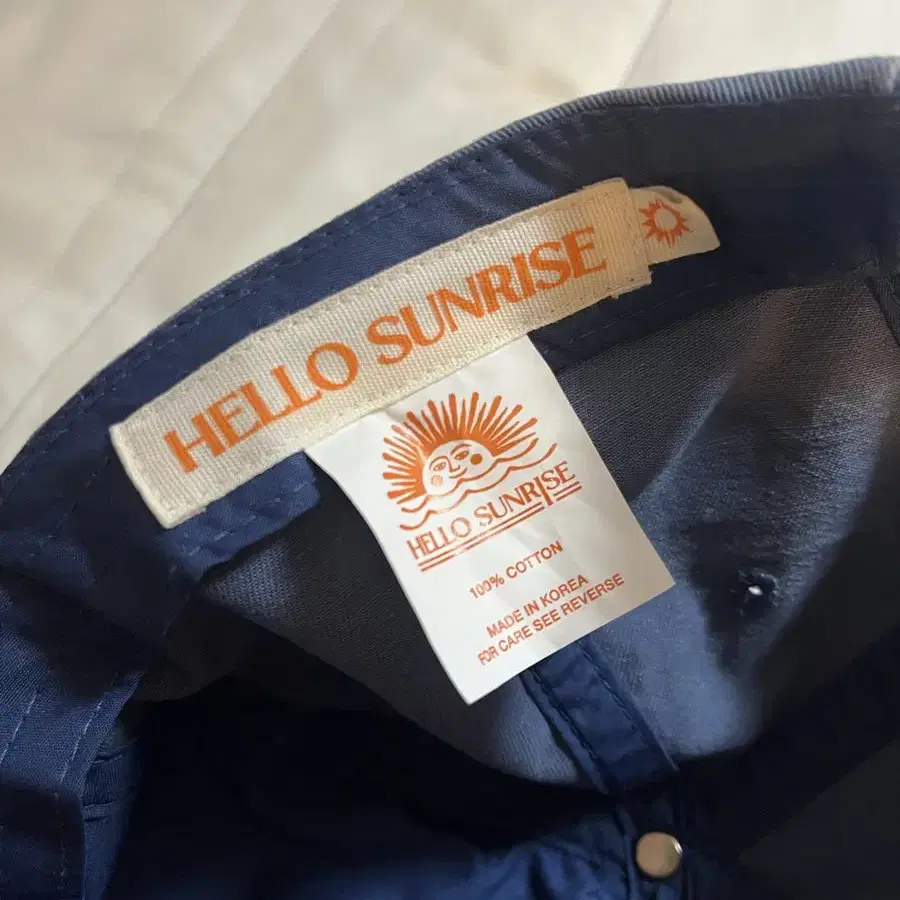 HELLO SUNRISE
HELLO SUNRISE
100% COTTON
MADE IN KOREA
FOR CARE SEE REVERSE